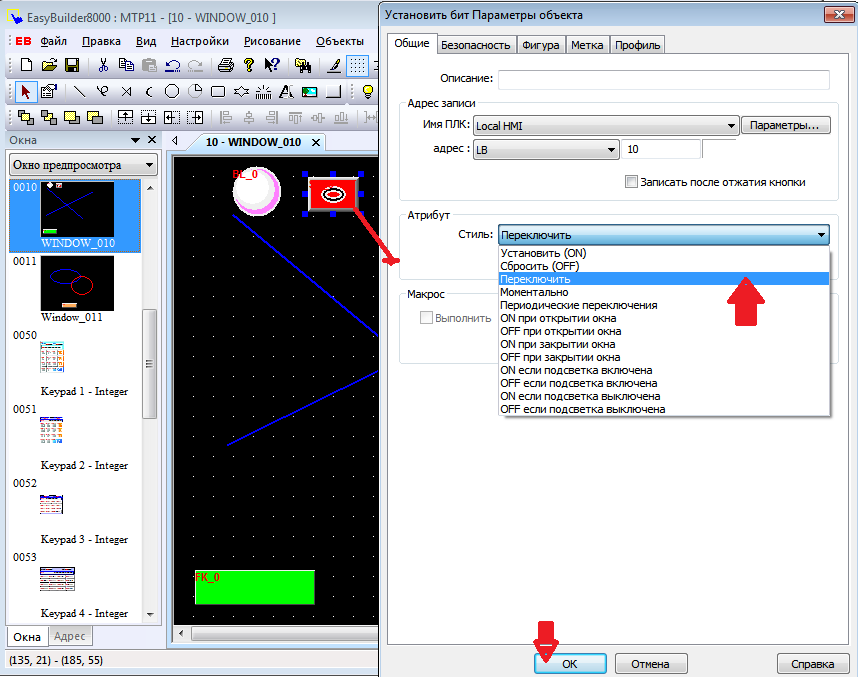 EasyBuilder8000 : MTP11 - [10 - WINDOW_010 ]
EB Файл Правка Вид Настройки Рисование Объекты
Окна
Окно предпросмотра
0010
WINDOW_010
0011
Window_011
0050
Keypad 1 - Integer
0051
Keypad 2 - Integer
0052
Keypad 3 - Integer
0053
Keypad 4 - Integer
Окна Адрес
(135, 21) - (185, 55)
10 - WINDOW_010
BL_0
FK_0
Установить бит Параметры объекта
Общие Безопасность Фигура Метка Профиль
Описание:
Адрес записи
Имя ПЛК: Local HMI Параметры...
адрес : LB 10
Записать после отжатия кнопки
Атрибут
Стиль: Переключить
Установить (ON)
Сбросить (OFF)
Переключить
Моментально
Периодические переключения
ON при открытии окна
OFF при открытии окна
ON при закрытии окна
OFF при закрытии окна
ON если подсветка включена
OFF если подсветка включена
ON если подсветка выключена
OFF если подсветка выключена
Макрос
Выполнить
OK Отмена Справка